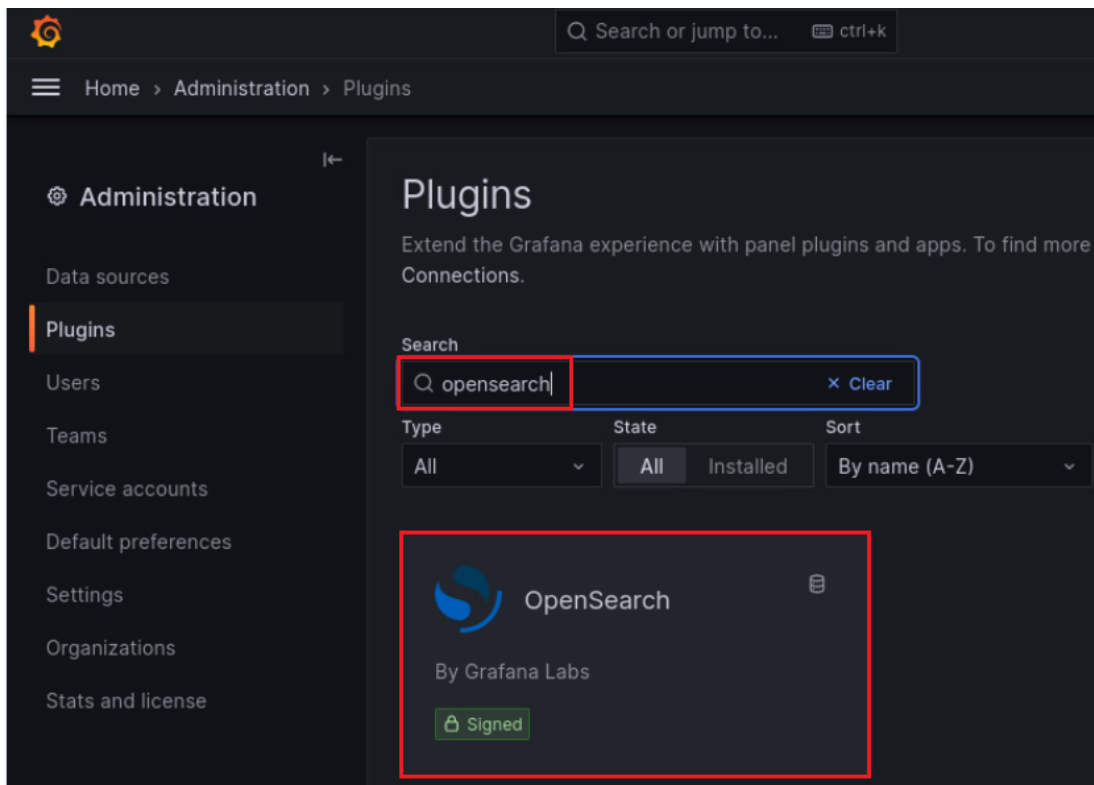 Search or jump to... ctrl+k
Home › Administration › Plugins
Administration
Data sources
Plugins
Users
Teams
Service accounts
Default preferences
Settings
Organizations
Stats and license
Plugins
Extend the Grafana experience with panel plugins and apps. To find more
Connections.
Search
opensearch × Clear
Type State Sort
All All Installed By name (A-Z)
OpenSearch
By Grafana Labs
Signed